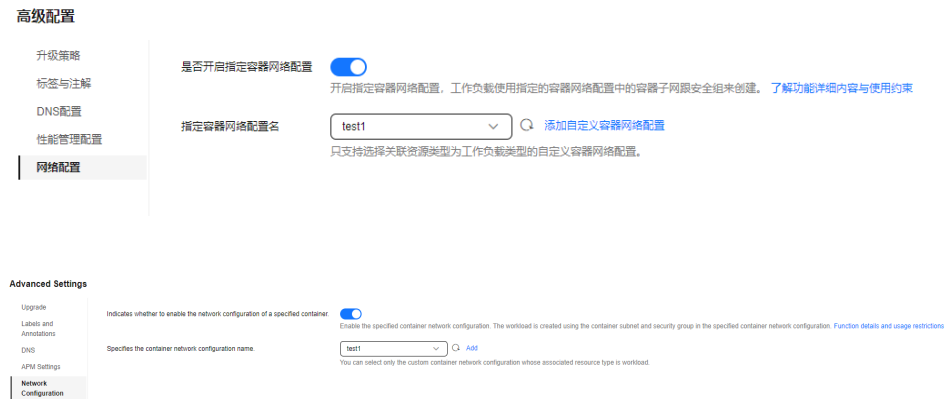 高级配置
升级策略
标签与注解
DNS配置
性能管理配置
网络配置
是否开启指定容器网络配置
开启指定容器网络配置，工作负载使用指定的容器网络配置中的容器子网跟安全组来创建。 了解功能详细内容与使用约束
指定容器网络配置名
test1
添加自定义容器网络配置
只支持选择关联资源类型为工作负载类型的自定义容器网络配置。
Advanced Settings
Upgrade
Labels and
Annotations
DNS
APM Settings
Network
Configuration
Indicates whether to enable the network configuration of a specified container.
Enable the specified container network configuration. The workload is created using the container subnet and security group in the specified container network configuration. Function details and usage restrictions
Specifies the container network configuration name
test1
Add
You can select only the custom container network configuration whose associated resource type is workload.